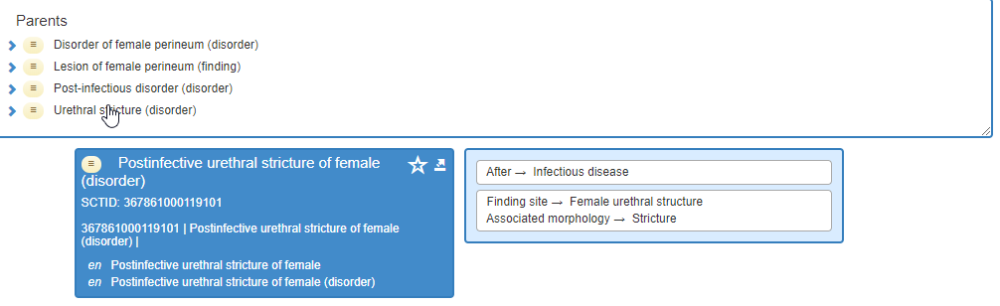 Parents
Disorder of female perineum (disorder)
Lesion of female perineum (finding)
Post-infectious disorder (disorder)
Urethral stricture (disorder)
Postinfective urethral stricture of female
(disorder)
SCTID: 367861000119101
367861000119101 | Postinfective urethral stricture of female
(disorder) |
en Postinfective urethral stricture of female
en Postinfective urethral stricture of female (disorder)
After → Infectious disease
Finding site → Female urethral structure
Associated morphology → Stricture